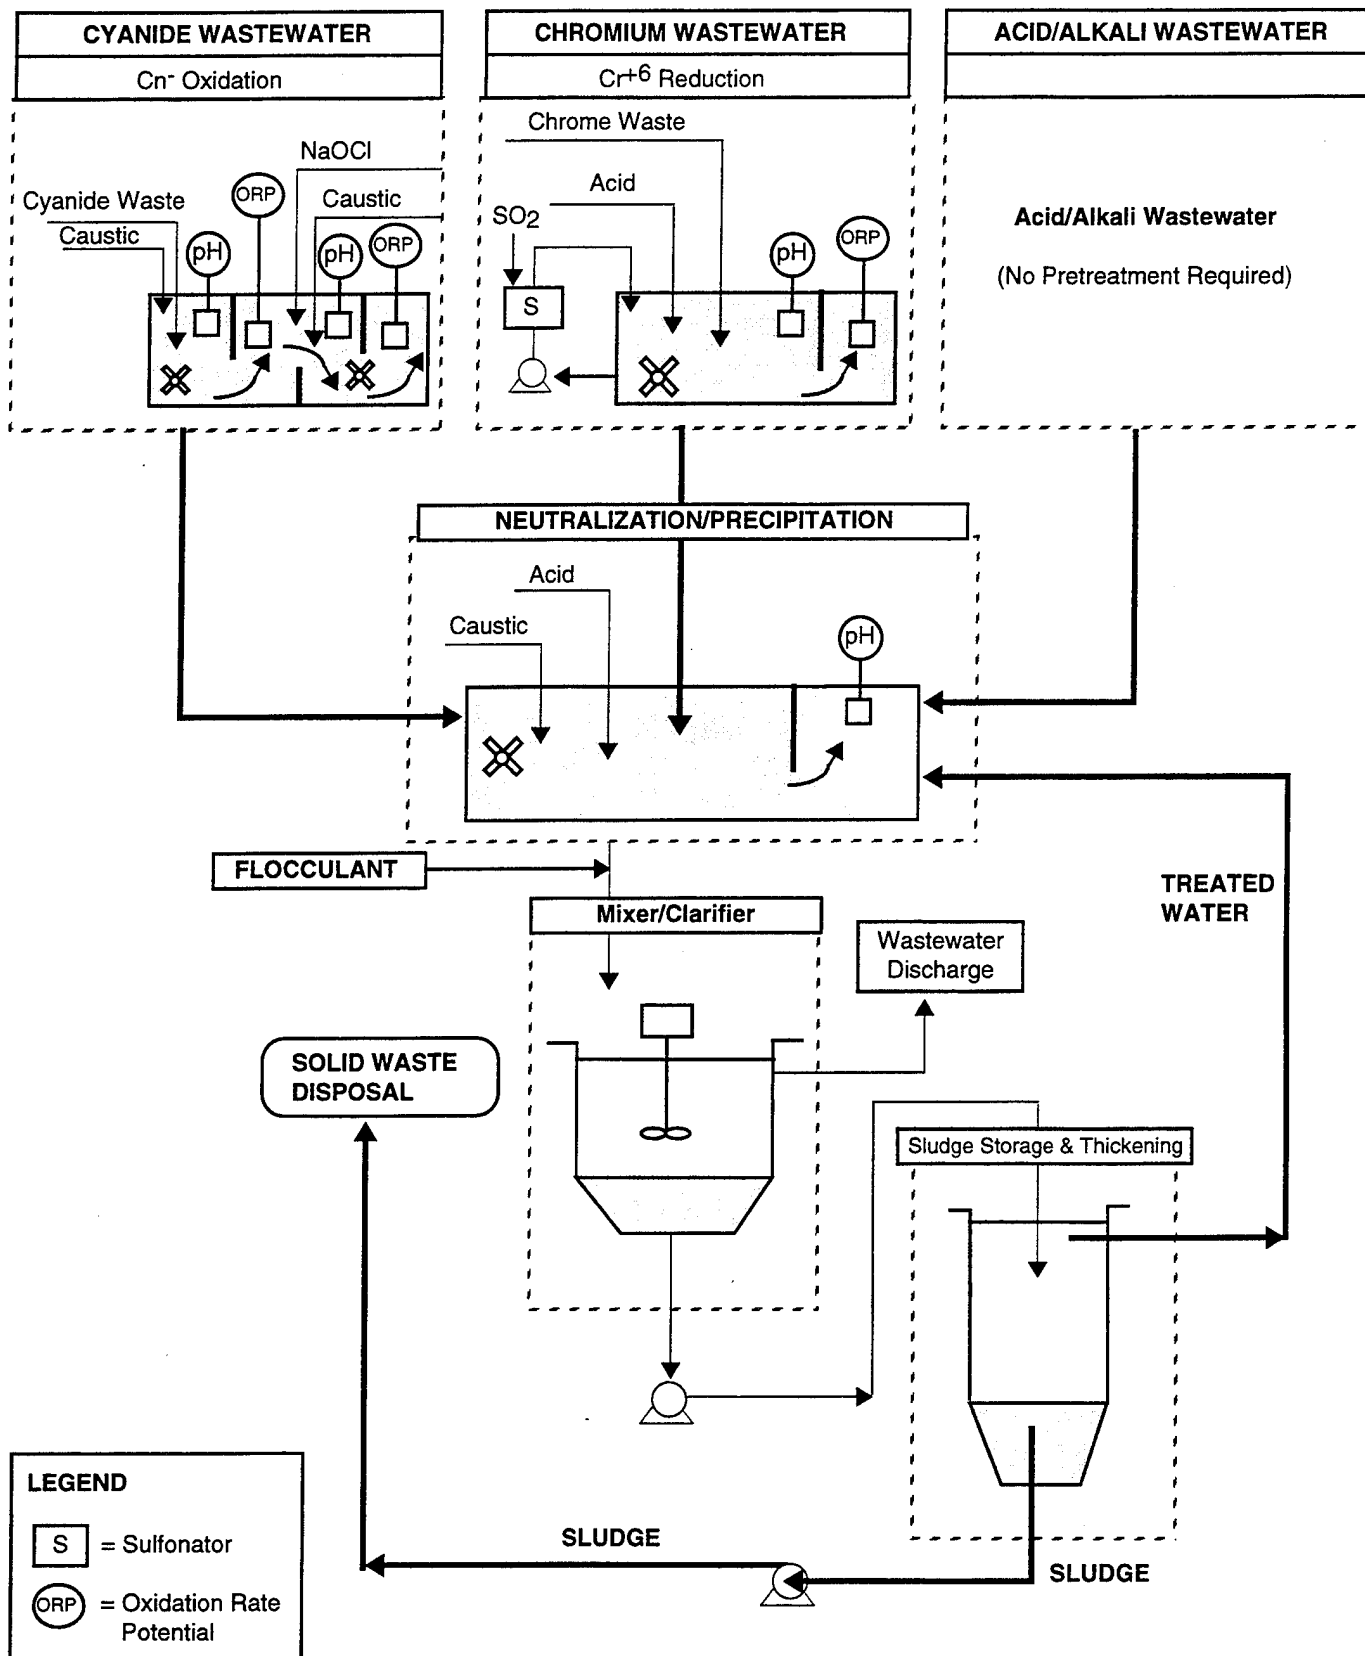 CYANIDE WASTEWATER
Cn- Oxidation
CHROMIUM WASTEWATER
Cr+6 Reduction
ACID/ALKALI WASTEWATER
NaOCl
Cyanide Waste
Caustic
ORP
Caustic
pH
pH
ORP
Chrome Waste
Acid
SO2
S
pH
ORP
Acid/Alkali Wastewater
(No Pretreatment Required)
NEUTRALIZATION/PRECIPITATION
Acid
Caustic
pH
FLOCCULANT
Mixer/Clarifier
Wastewater
Discharge
TREATED
WATER
SOLID WASTE
DISPOSAL
Sludge Storage & Thickening
SLUDGE
SLUDGE
LEGEND
S = Sulfonator
ORP = Oxidation Rate
Potential